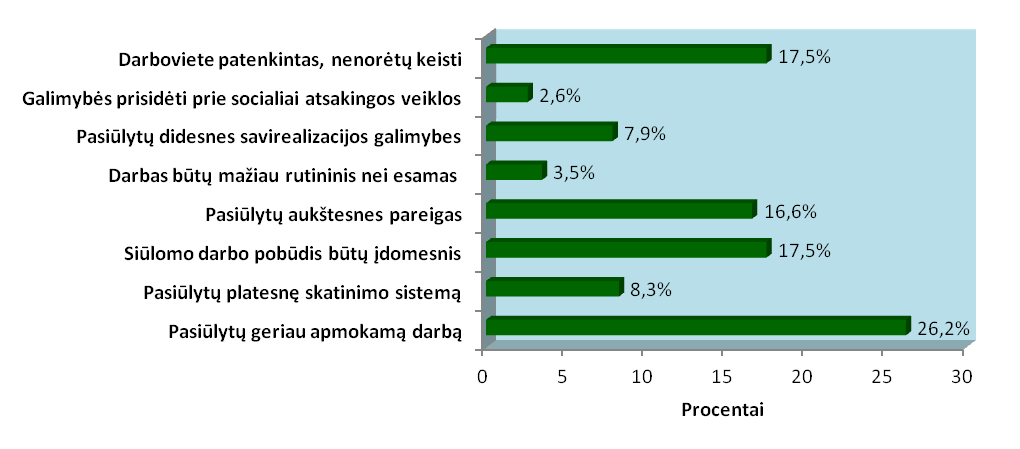 Darboviete patenkintas, nenorėtų keisti 17,5%
Galimybės prisidėti prie socialiai atsakingos veiklos 2,6%
Pasiūlytų didesnes savirealizacijos galimybes 7,9%
Darbas būtų mažiau rutininis nei esamas 3,5%
Pasiūlytų aukštesnes pareigas 16,6%
Siūlomo darbo pobūdis būtų įdomesnis 17,5%
Pasiūlytų platesnę skatinimo sistemą 8,3%
Pasiūlytų geriau apmokamą darbą 26,2%
0 5 10 15 20 25 30
Procentai